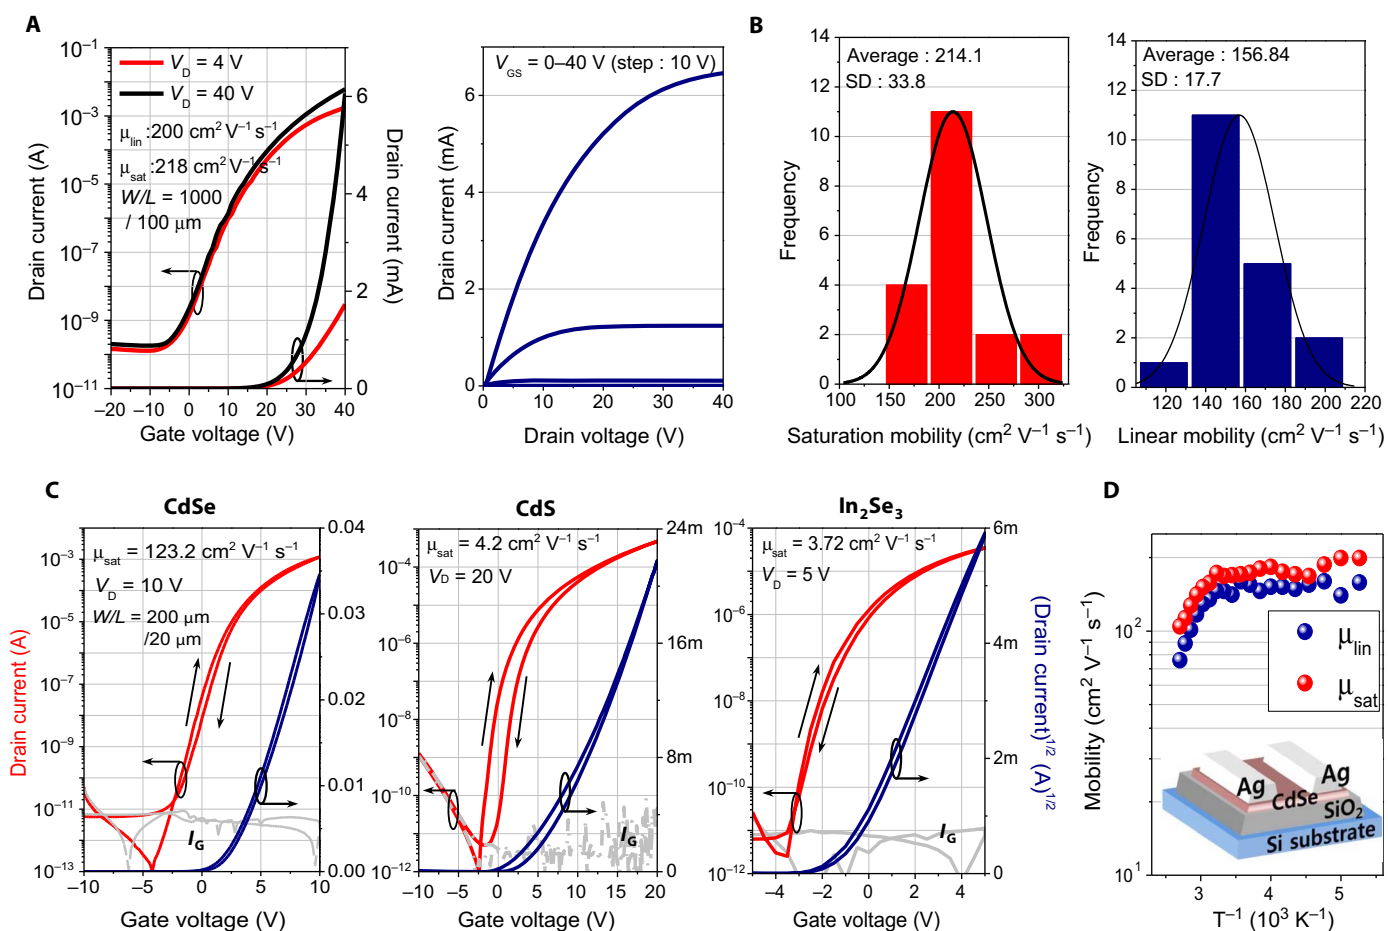 A
V_D = 4 V
V_D = 40 V
μ_lin :200 cm² V⁻¹ s⁻¹
μ_sat :218 cm² V⁻¹ s⁻¹
W/L = 1000
/ 100 μm
10⁻¹
10⁻³
10⁻⁵
10⁻⁷
10⁻⁹
10⁻¹¹
Drain current (A)
6
4
2
0
Drain current (mA)
−20 −10 0 10 20 30 40
Gate voltage (V)
V_GS = 0–40 V (step : 10 V)
6
4
2
0
Drain current (mA)
0 10 20 30 40
Drain voltage (V)
B
Average : 214.1
SD : 33.8
14
12
10
8
6
4
2
0
Frequency
100 150 200 250 300
Saturation mobility (cm² V⁻¹ s⁻¹)
Average : 156.84
SD : 17.7
14
12
10
8
6
4
2
0
Frequency
120 140 160 180 200 220
Linear mobility (cm² V⁻¹ s⁻¹)
C
CdSe
μ_sat = 123.2 cm² V⁻¹ s⁻¹
V_D = 10 V
W/L = 200 μm
/20 μm
10⁻³
10⁻⁵
10⁻⁷
10⁻⁹
10⁻¹¹
10⁻¹³
Drain current (A)
0.04
0.03
0.02
0.01
0.00
I_G
−10 −5 0 5 10
Gate voltage (V)
CdS
μ_sat = 4.2 cm² V⁻¹ s⁻¹
V_D = 20 V
10⁻⁴
10⁻⁶
10⁻⁸
10⁻¹⁰
10⁻¹²
24m
16m
8m
0
I_G
−10 −5 0 5 10 15 20
Gate voltage (V)
In₂Se₃
μ_sat = 3.72 cm² V⁻¹ s⁻¹
V_D = 5 V
10⁻⁴
10⁻⁶
10⁻⁸
10⁻¹⁰
10⁻¹²
6m
4m
2m
0
(Drain current)^1/2 (A)^1/2
I_G
−4 −2 0 2 4
Gate voltage (V)
D
10²
10¹
Mobility (cm² V⁻¹ s⁻¹)
μ_lin
μ_sat
Ag
Ag
CdSe
SiO₂
Si substrate
3 4 5
T⁻¹ (10³ K⁻¹)